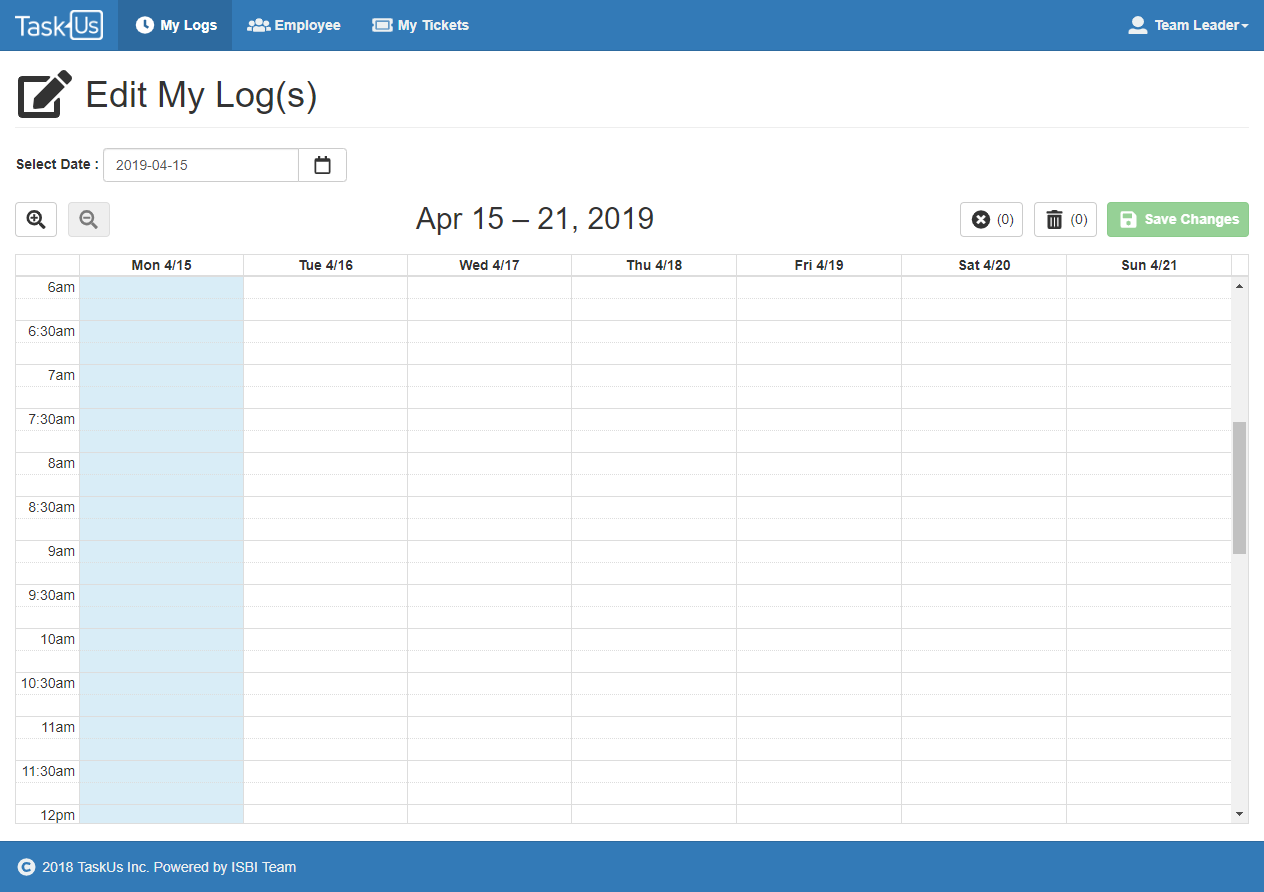 TaskUs My Logs Employee My Tickets Team Leader
Edit My Log(s)
Select Date : 2019-04-15
Apr 15 – 21, 2019 (0) (0) Save Changes
Mon 4/15 Tue 4/16 Wed 4/17 Thu 4/18 Fri 4/19 Sat 4/20 Sun 4/21
6am
6:30am
7am
7:30am
8am
8:30am
9am
9:30am
10am
10:30am
11am
11:30am
12pm
© 2018 TaskUs Inc. Powered by ISBI Team